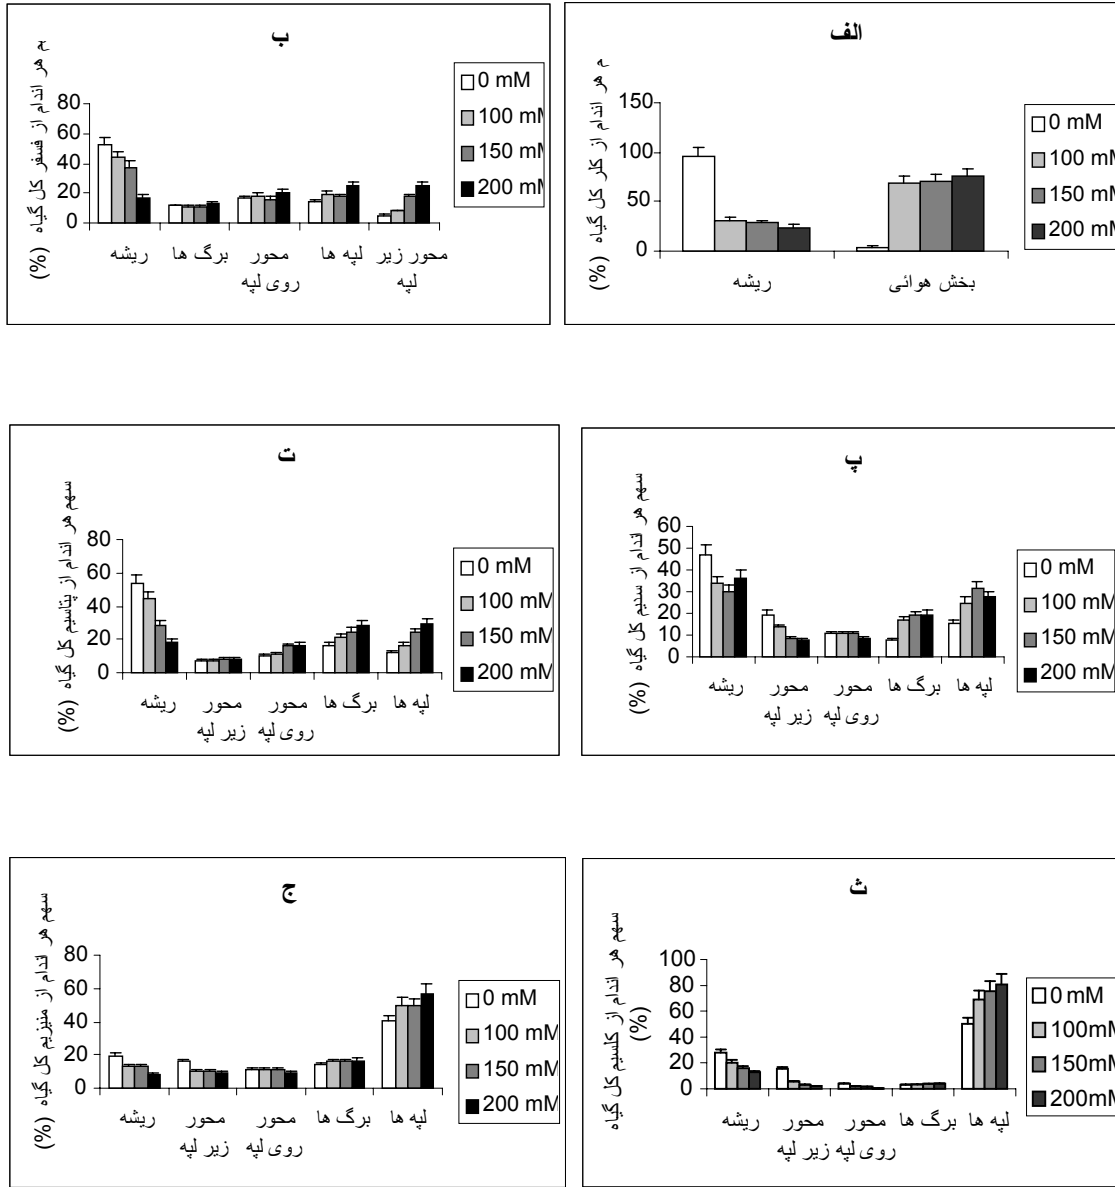 الف
م هر اندام از کلر کل گیاه (%)
150
100
50
0
ریشه
بخش هوائی
0 mM
100 mM
150 mM
200 mM
ب
هر اندام از فسفر کل گیاه (%)
80
60
40
20
0
ریشه
برگ ها
محور
روی لپه
لپه ها
محور زیر
لپه
0 mM
100 mM
150 mM
200 mM
پ
سهم هر اندام از سدیم کل گیاه (%)
60
50
40
30
20
10
0
ریشه
محور
زیر لپه
محور
روی لپه
برگ ها
لپه ها
0 mM
100 mM
150 mM
200 mM
ت
سهم هر اندام از پتاسیم کل گیاه (%)
80
60
40
20
0
ریشه
محور
زیر لپه
محور
روی لپه
برگ ها
لپه ها
0 mM
100 mM
150 mM
200 mM
ث
سهم هر اندام از کلسیم کل گیاه
(%)
100
80
60
40
20
0
ریشه
محور
زیر لپه
محور
روی لپه
برگ ها
لپه ها
0 mM
100mM
150mM
200mM
ج
سهم هر اندام از منیزیم کل گیاه (%)
80
60
40
20
0
ریشه
محور
زیر لپه
محور
روی لپه
برگ ها
لپه ها
0 mM
100 mM
150 mM
200 mM